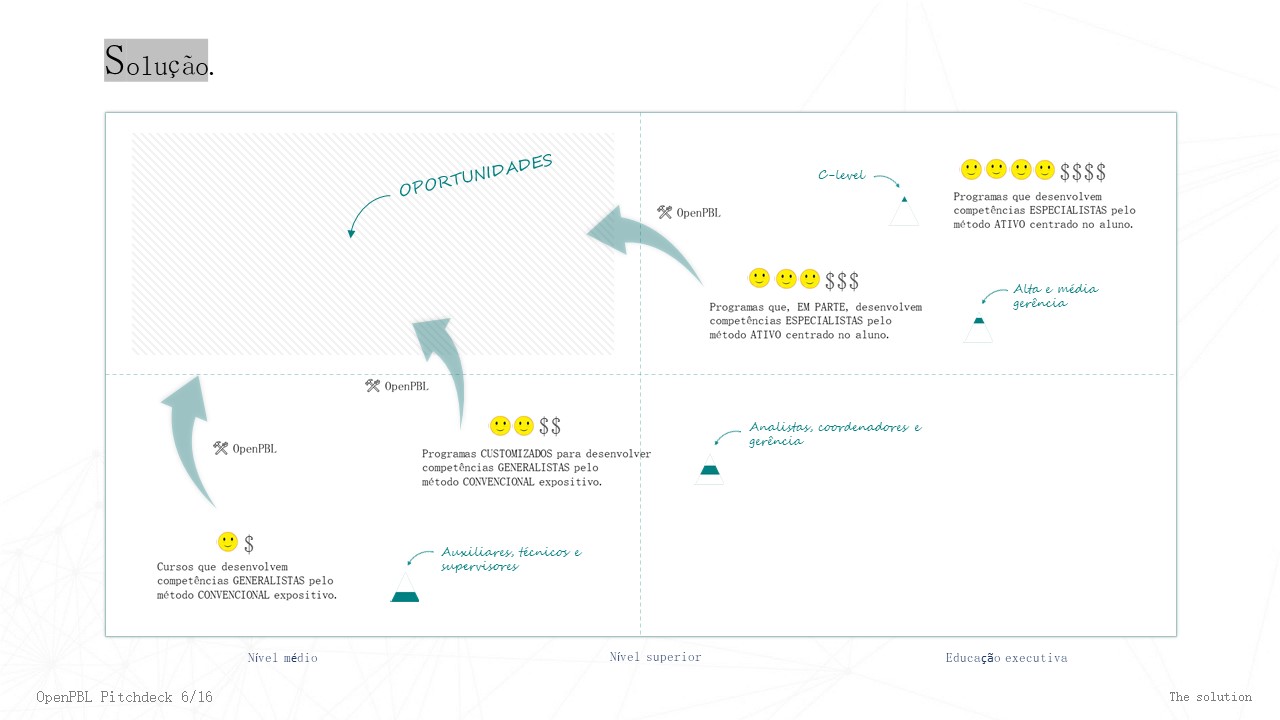 Solução.
OPORTUNIDADES
OpenPBL
C-level
$$$$
Programas que desenvolvem
competências ESPECIALISTAS pelo
método ATIVO centrado no aluno.
$$$
Programas que, EM PARTE, desenvolvem
competências ESPECIALISTAS pelo
método ATIVO centrado no aluno.
Alta e média
gerência
OpenPBL
OpenPBL
$$
Programas CUSTOMIZADOS para desenvolver
competências GENERALISTAS pelo
método CONVENCIONAL expositivo.
Analistas, coordenadores e
gerência
$
Cursos que desenvolvem
competências GENERALISTAS pelo
método CONVENCIONAL expositivo.
Auxiliares, técnicos e
supervisores
Nível médio
Nível superior
Educação executiva
OpenPBL Pitchdeck 6/16
The solution